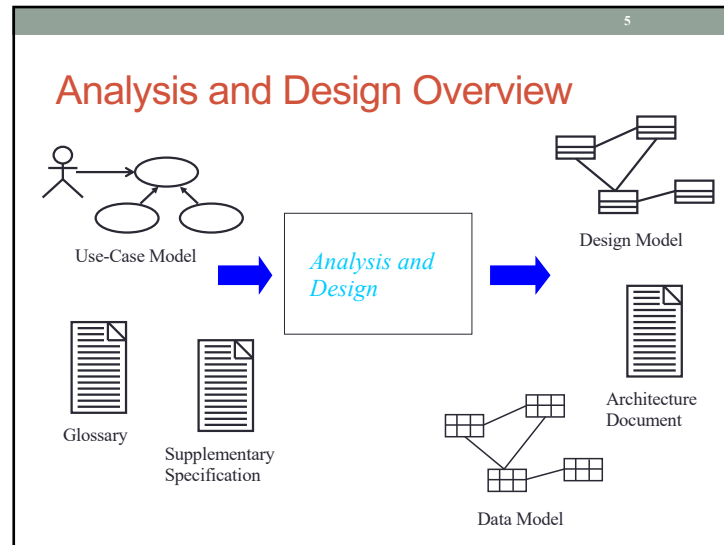 5
Analysis and Design Overview
Use-Case Model
Analysis and
Design
Design Model
Glossary
Supplementary
Specification
Architecture
Document
Data Model